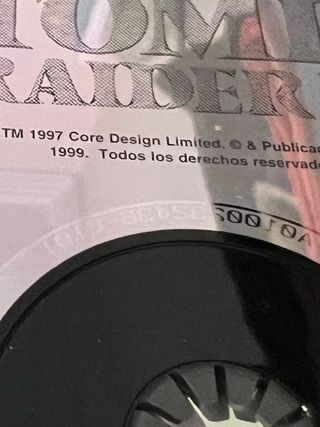 TOMB
RAIDER
TM 1997 Core Design Limited. © & Publica
1999. Todos los derechos reservad